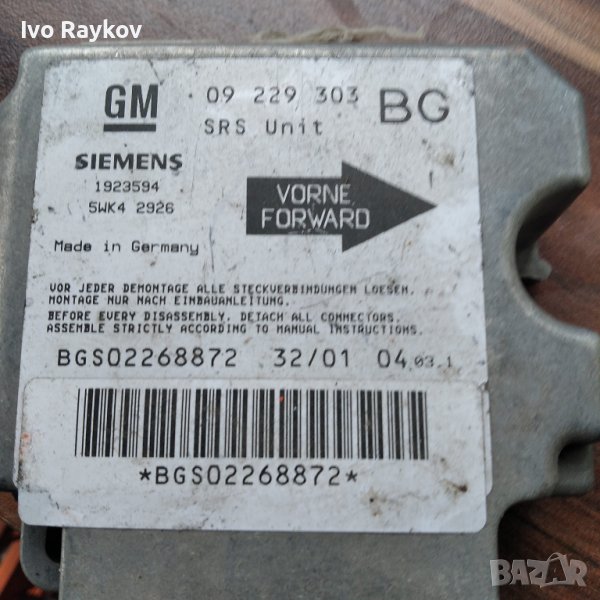 Ivo Raykov
GM 09 229 303 BG
SRS Unit
SIEMENS
1923594
5WK4 2926
VORNE
FORWARD
Made in Germany
VOR JEDER DEMONTAGE ALLE STECKVERBINDUNGEN LOESEN.
MONTAGE NUR NACH EINBAUANLEITUNG.
BEFORE EVERY DISASSEMBLY, DETACH ALL CONNECTORS.
ASSEMBLE STRICTLY ACCORDING TO MANUAL INSTRUCTIONS.
BGS02268872 32/01 04.03.1
*BGS02268872*
BAZAR